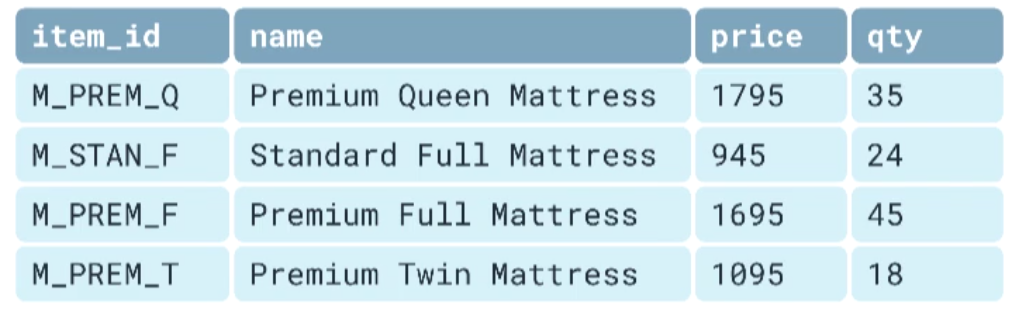 item_id name price qty
M_PREM_Q Premium Queen Mattress 1795 35
M_STAN_F Standard Full Mattress 945 24
M_PREM_F Premium Full Mattress 1695 45
M_PREM_T Premium Twin Mattress 1095 18